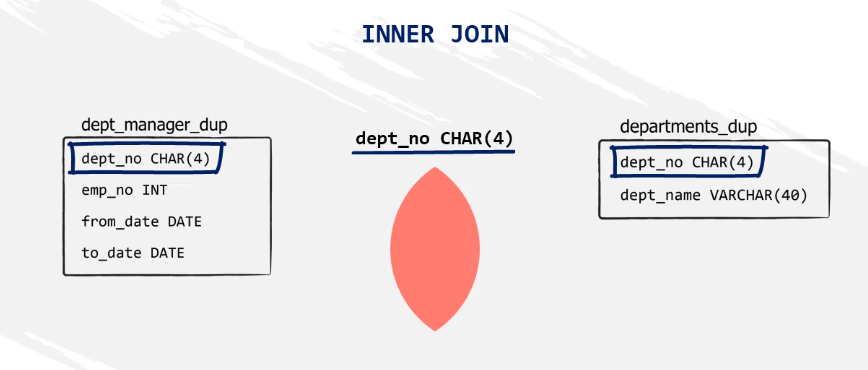 INNER JOIN
dept_manager_dup
dept_no CHAR(4)
emp_no INT
from_date DATE
to_date DATE
dept_no CHAR(4)
departments_dup
dept_no CHAR(4)
dept_name VARCHAR(40)